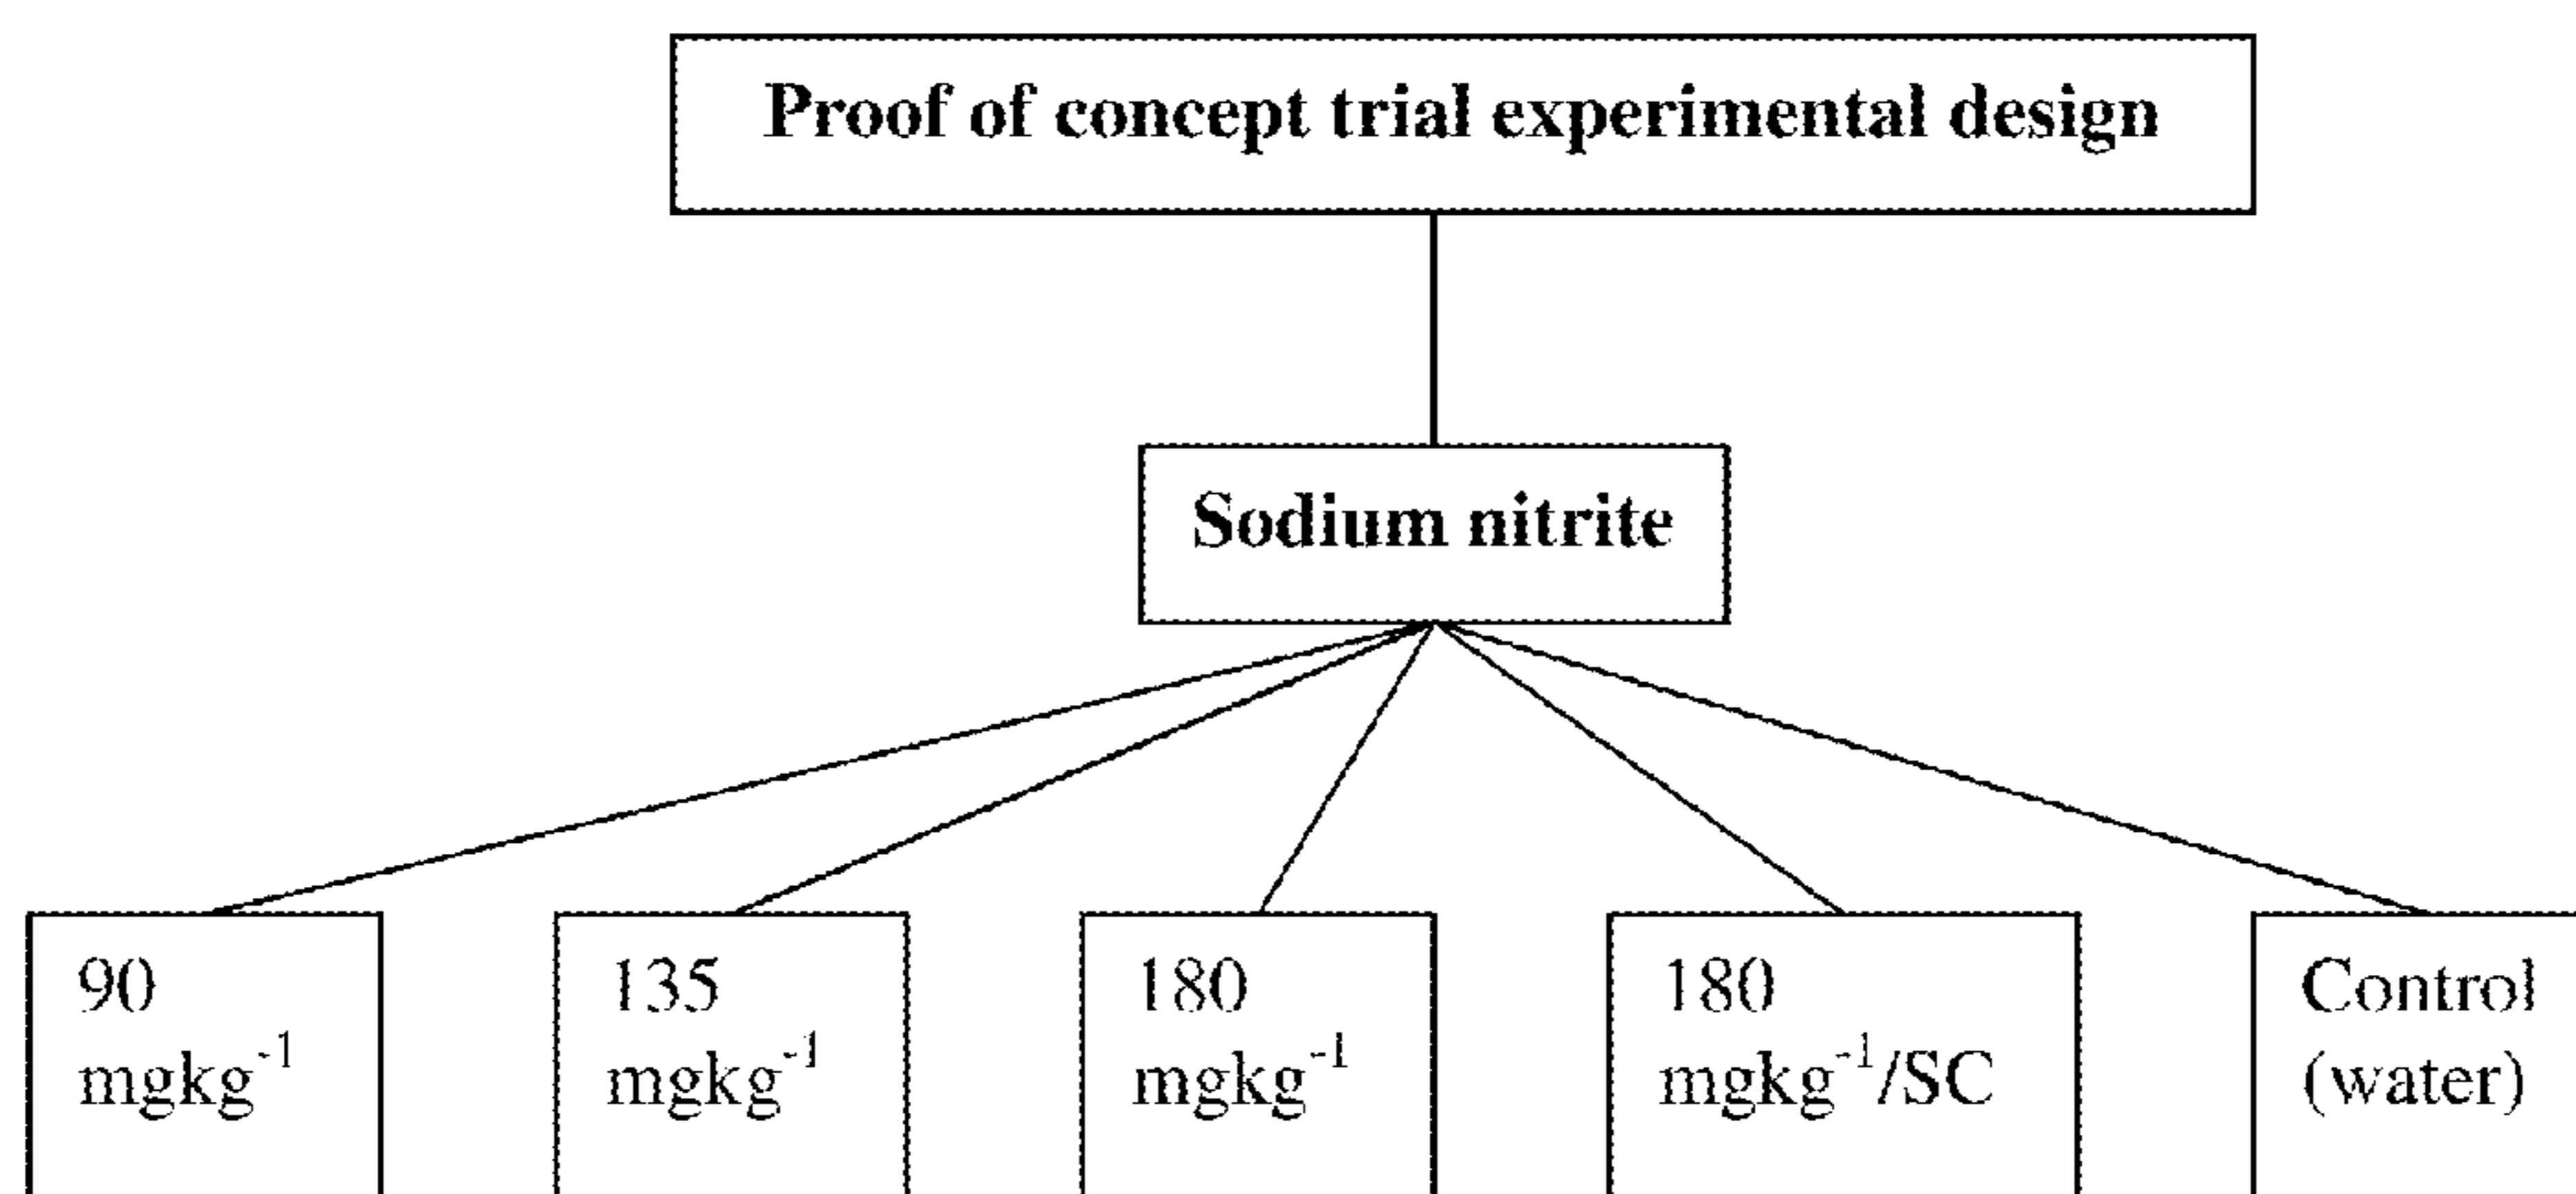 Proof of concept trial experimental design
Sodium nitrite
90
mgkg⁻¹
135
mgkg⁻¹
180
mgkg⁻¹
180
mgkg⁻¹/SC
Control
(water)